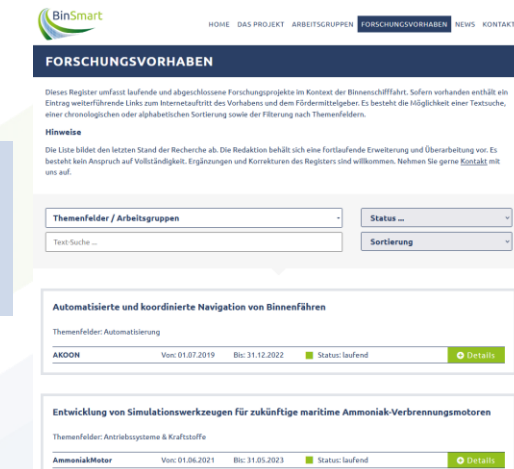 BinSmart
HOME DAS PROJEKT ARBEITSGRUPPEN FORSCHUNGSVORHABEN NEWS KONTAKT
FORSCHUNGSVORHABEN
Dieses Register umfasst laufende und abgeschlossene Forschungsprojekte im Kontext der Binnenschifffahrt. Sofern vorhanden enthält ein
Eintrag weiterführende Links zum Internetauftritt des Vorhabens und dem Fördermittelgeber. Es besteht die Möglichkeit einer Textsuche,
einer chronologischen oder alphabetischen Sortierung sowie der Filterung nach Themenfeldern.
Hinweise
Die Liste bildet den letzten Stand der Recherche ab. Die Redaktion behält sich eine fortlaufende Erweiterung und Überarbeitung vor. Es
besteht kein Anspruch auf Vollständigkeit. Ergänzungen und Korrekturen des Registers sind willkommen. Nehmen Sie gerne Kontakt mit
uns auf.
Themenfelder / Arbeitsgruppen
Status ...
Text-Suche ...
Sortierung
Automatisierte und koordinierte Navigation von Binnenfähren
Themenfelder: Automatisierung
AKOON Von: 01.07.2019 Bis: 31.12.2022 Status: laufend Details
Entwicklung von Simulationswerkzeugen für zukünftige maritime Ammoniak-Verbrennungsmotoren
Themenfelder: Antriebssysteme & Kraftstoffe
AmmoniakMotor Von: 01.06.2021 Bis: 31.05.2023 Status: laufend Details